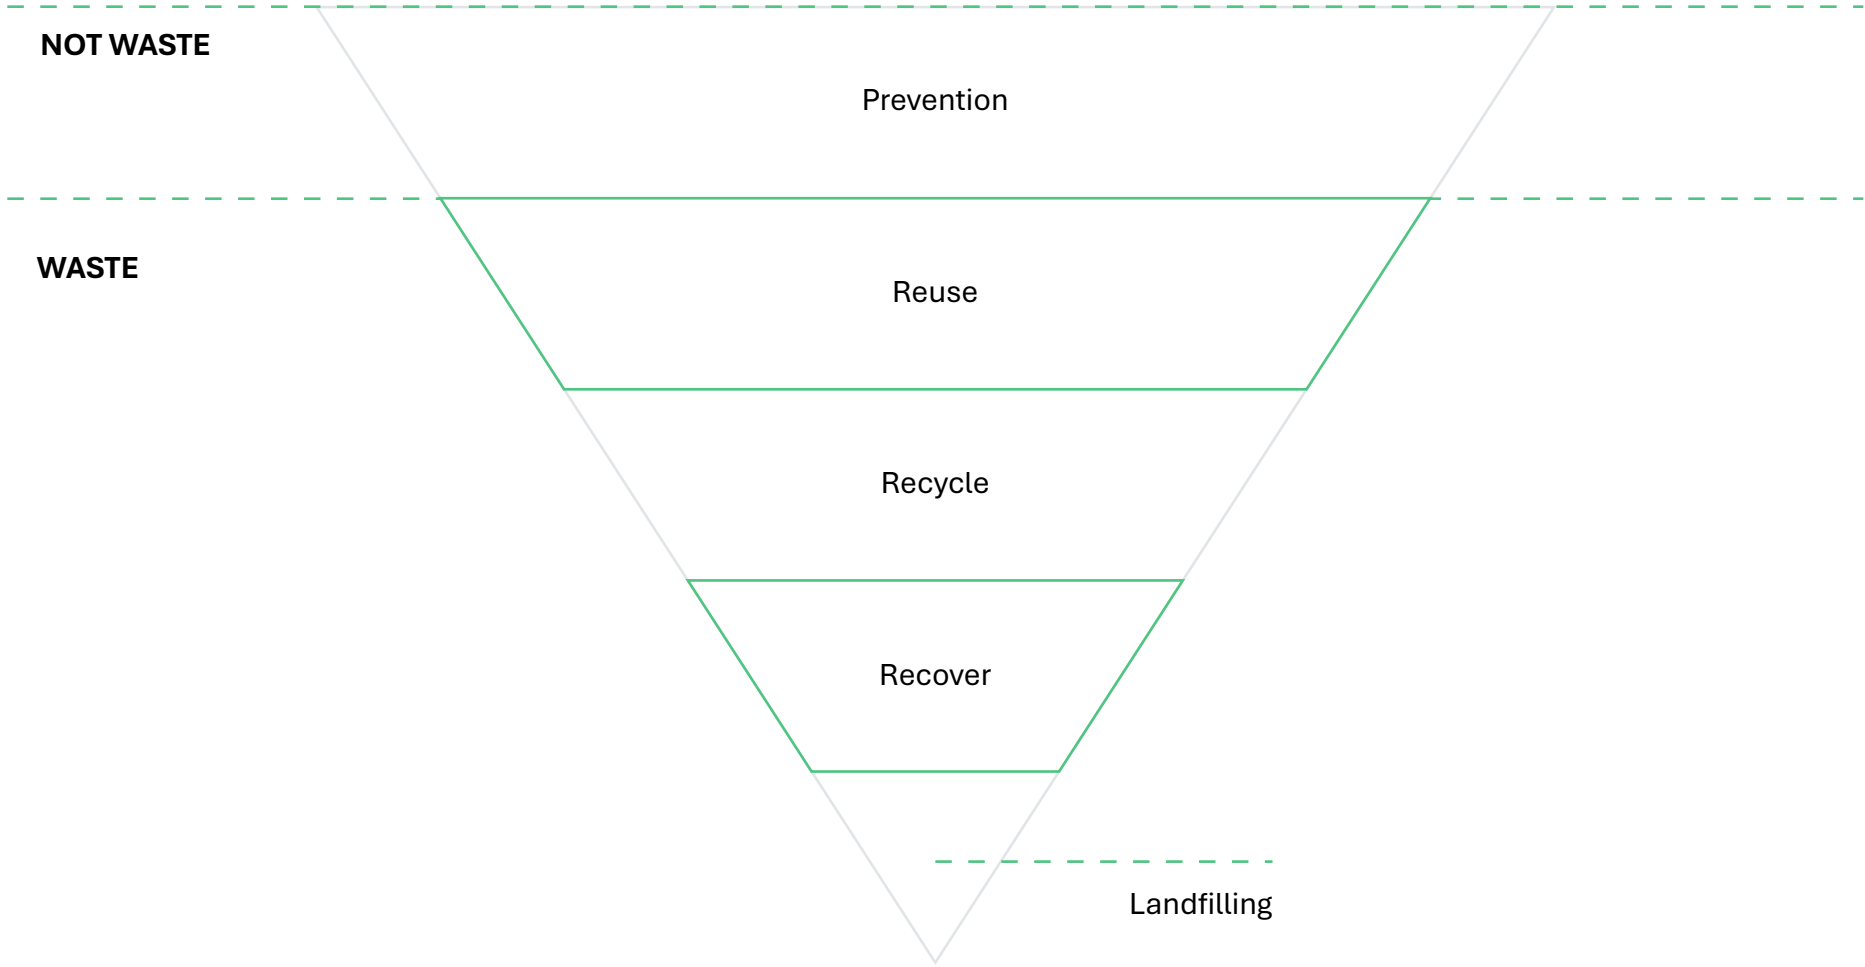 NOT WASTE
Prevention
WASTE
Reuse
Recycle
Recover
Landfilling